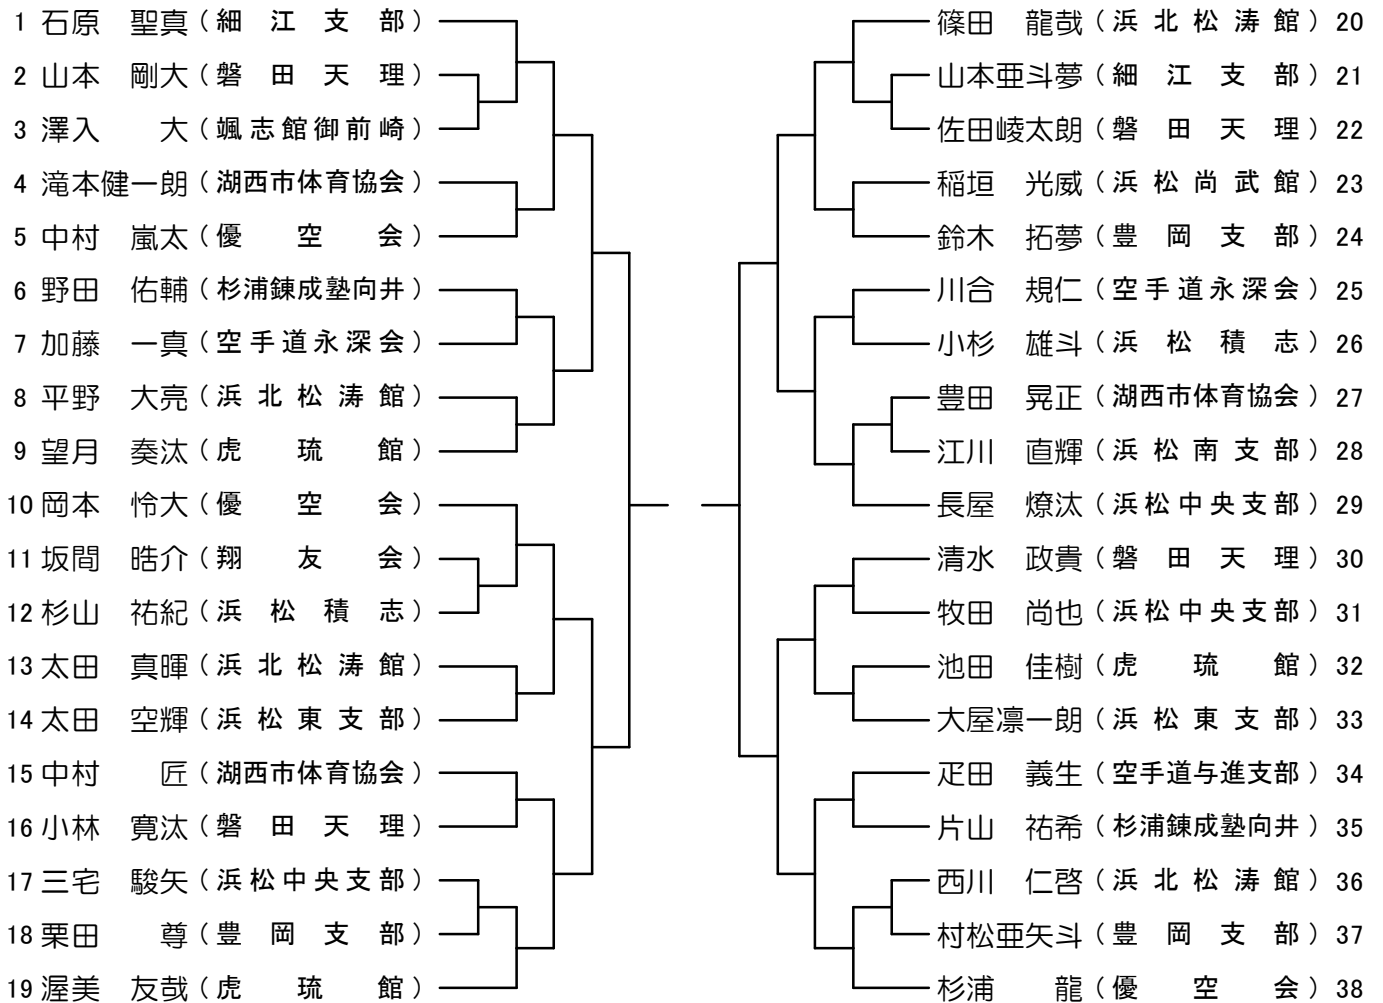 1 石原 聖真 (細江支部)
2 山本 剛大 (磐田天理)
3 澤入 大 (颯志館御前崎)
4 滝本健一朗 (湖西市体育協会)
5 中村 嵐太 (優空会)
6 野田 佑輔 (杉浦錬成塾向井)
7 加藤 一真 (空手道永深会)
8 平野 大亮 (浜北松涛館)
9 望月 奏汰 (虎琉館)
10 岡本 怜大 (優空会)
11 坂間 晧介 (翔友会)
12 杉山 祐紀 (浜松積志)
13 太田 真暉 (浜北松涛館)
14 太田 空輝 (浜松東支部)
15 中村 匠 (湖西市体育協会)
16 小林 寛汰 (磐田天理)
17 三宅 駿矢 (浜松中央支部)
18 栗田 尊 (豊岡支部)
19 渥美 友哉 (虎琉館)
篠田 龍哉 (浜北松涛館) 20
山本亜斗夢 (細江支部) 21
佐田崚太朗 (磐田天理) 22
稲垣 光威 (浜松尚武館) 23
鈴木 拓夢 (豊岡支部) 24
川合 規仁 (空手道永深会) 25
小杉 雄斗 (浜松積志) 26
豊田 晃正 (湖西市体育協会) 27
江川 直輝 (浜松南支部) 28
長屋 燎汰 (浜松中央支部) 29
清水 政貴 (磐田天理) 30
牧田 尚也 (浜松中央支部) 31
池田 佳樹 (虎琉館) 32
大屋凛一朗 (浜松東支部) 33
疋田 義生 (空手道与進支部) 34
片山 祐希 (杉浦錬成塾向井) 35
西川 仁啓 (浜北松涛館) 36
村松亜矢斗 (豊岡支部) 37
杉浦 龍 (優空会) 38